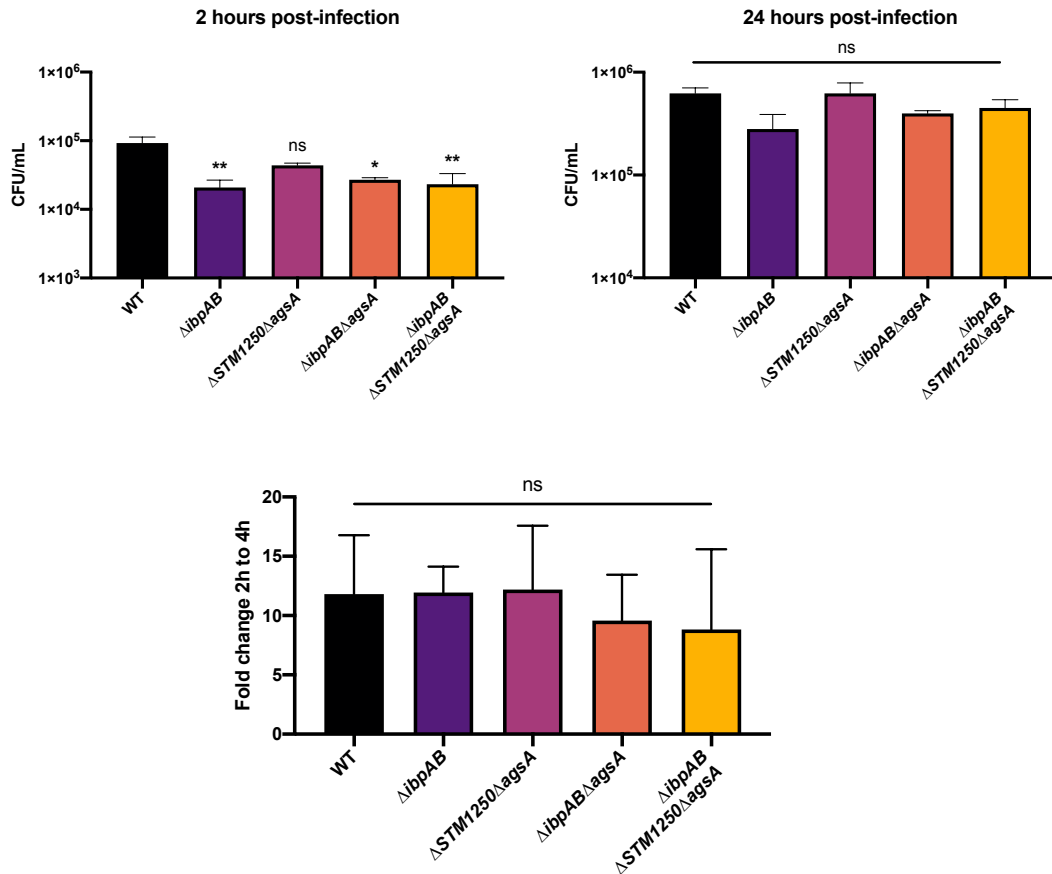 2 hours post-infection
1×10⁶
1×10⁵
1×10⁴
1×10³
CFU/mL
**
ns
*
**
WT
ΔibpAB
ΔSTM1250ΔagsA
ΔibpABΔagsA
ΔibpAB
ΔSTM1250ΔagsA
24 hours post-infection
ns
1×10⁶
1×10⁵
1×10⁴
CFU/mL
WT
ΔibpAB
ΔSTM1250ΔagsA
ΔibpABΔagsA
ΔibpAB
ΔSTM1250ΔagsA
ns
20
15
10
5
0
Fold change 2h to 4h
WT
ΔibpAB
ΔSTM1250ΔagsA
ΔibpABΔagsA
ΔibpAB
ΔSTM1250ΔagsA